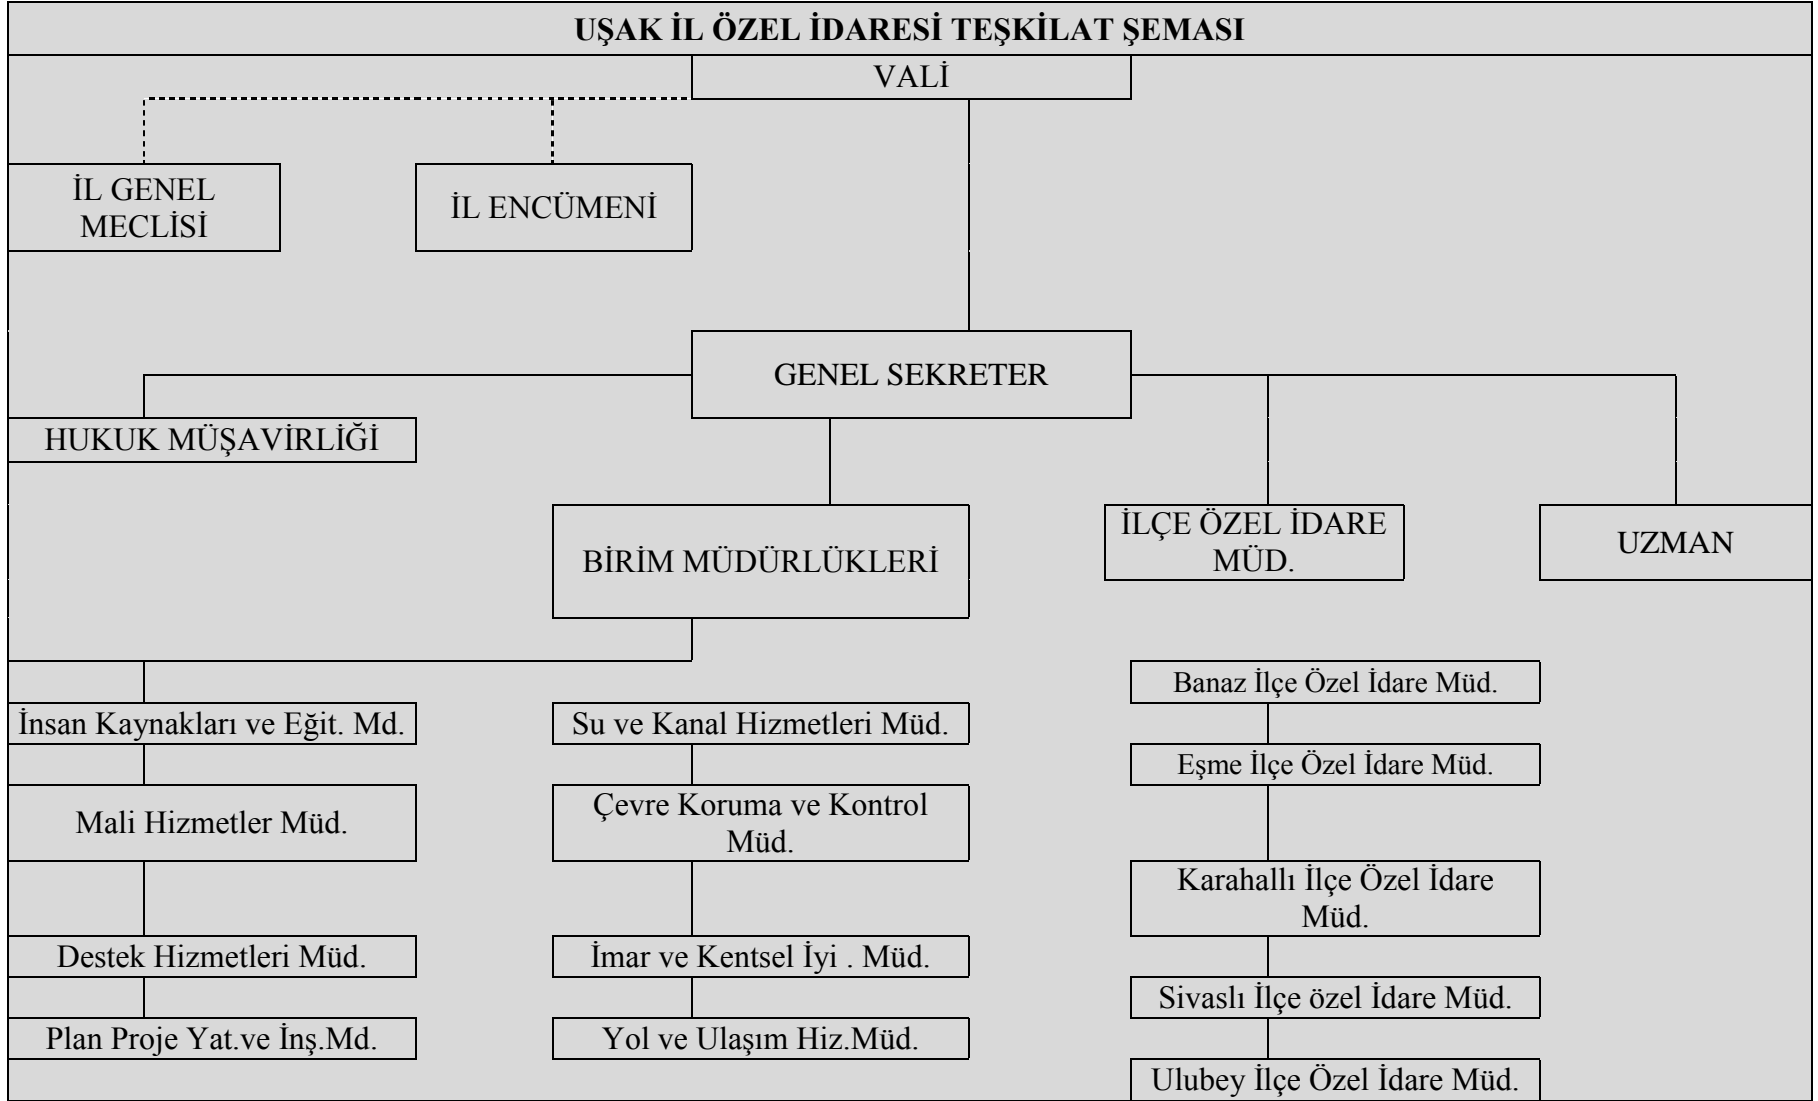 UŞAK İL ÖZEL İDARESİ TEŞKİLAT ŞEMASI
VALİ
İL GENEL
MECLİSİ
İL ENCÜMENİ
GENEL SEKRETER
HUKUK MÜŞAVİRLİĞİ
BİRİM MÜDÜRLÜKLERİ
İLÇE ÖZEL İDARE
MÜD.
UZMAN
İnsan Kaynakları ve Eğit. Md.
Mali Hizmetler Müd.
Destek Hizmetleri Müd.
Plan Proje Yat.ve İnş.Md.
Su ve Kanal Hizmetleri Müd.
Çevre Koruma ve Kontrol
Müd.
İmar ve Kentsel İyi . Müd.
Yol ve Ulaşım Hiz.Müd.
Banaz İlçe Özel İdare Müd.
Eşme İlçe Özel İdare Müd.
Karahallı İlçe Özel İdare
Müd.
Sivaslı İlçe özel İdare Müd.
Ulubey İlçe Özel İdare Müd.